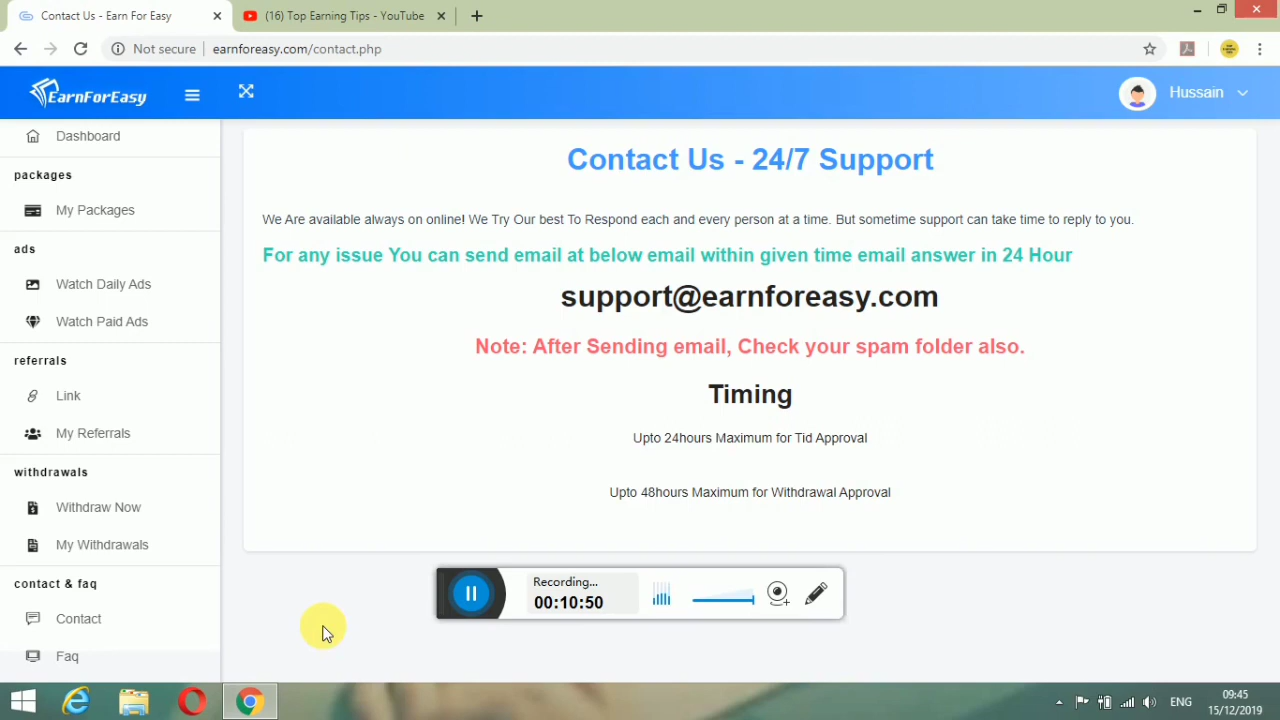 Contact Us - Earn For Easy
(16) Top Earning Tips - YouTube
Not secure
earnforeasy.com/contact.php
EarnForEasy
Hussain
Dashboard
packages
My Packages
ads
Watch Daily Ads
Watch Paid Ads
referrals
Link
My Referrals
withdrawals
Withdraw Now
My Withdrawals
contact & faq
Contact
Faq
Contact Us - 24/7 Support
We Are available always on online! We Try Our best To Respond each and every person at a time. But sometime support can take time to reply to you.
For any issue You can send email at below email within given time email answer in 24 Hour
support@earnforeasy.com
Note: After Sending email, Check your spam folder also.
Timing
Upto 24hours Maximum for Tid Approval
Upto 48hours Maximum for Withdrawal Approval
Recording...
00:10:50
ENG
09:45
15/12/2019